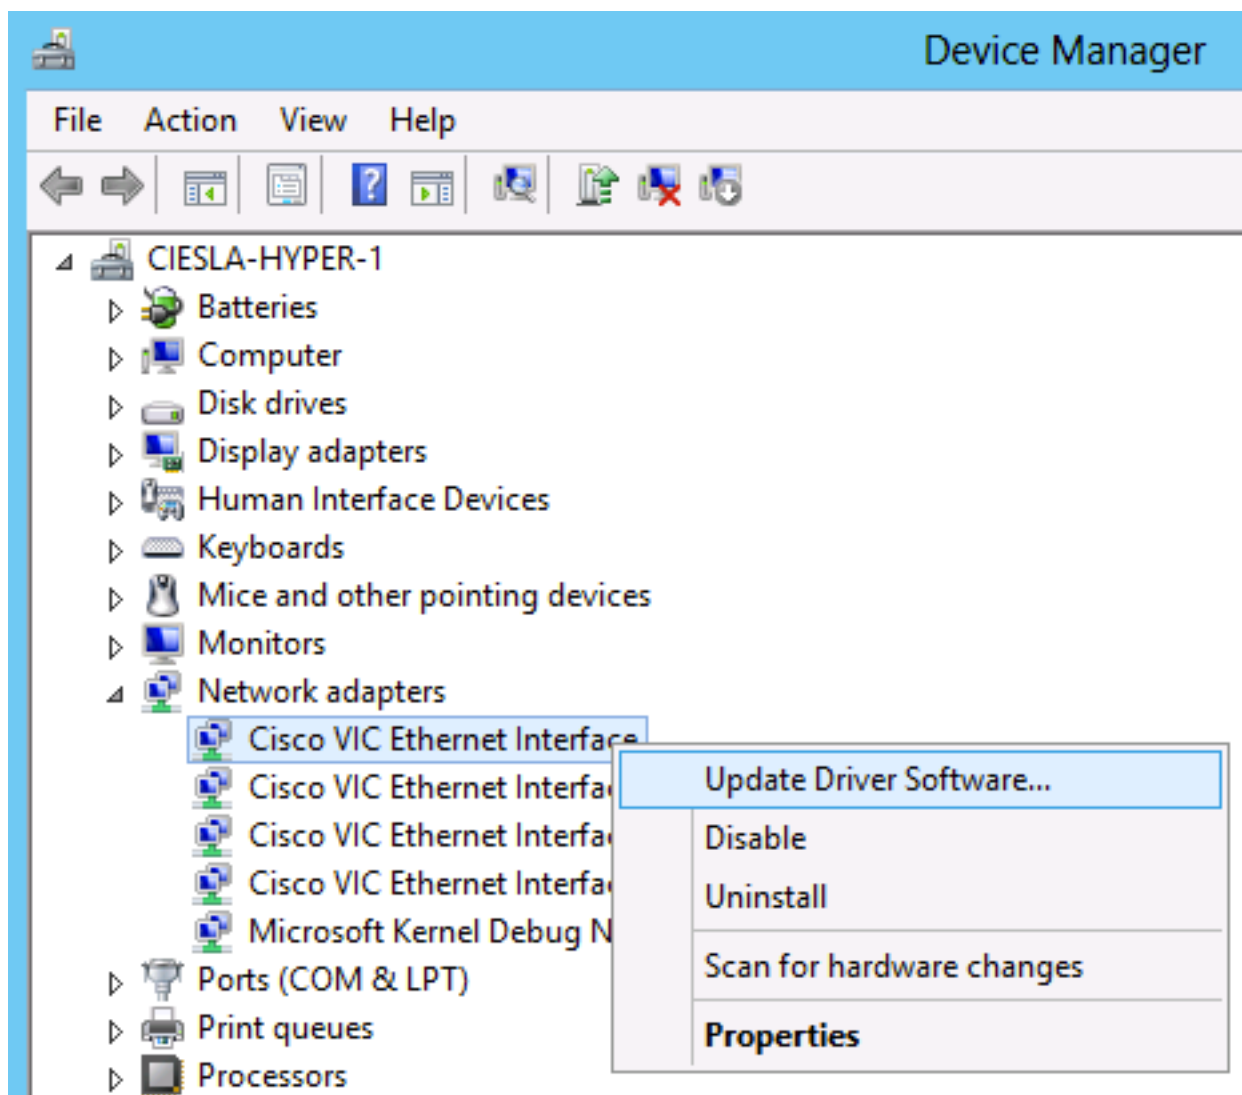 Device Manager
File Action View Help
CIESLA-HYPER-1
Batteries
Computer
Disk drives
Display adapters
Human Interface Devices
Keyboards
Mice and other pointing devices
Monitors
Network adapters
Cisco VIC Ethernet Interface
Cisco VIC Ethernet
Cisco VIC Ethernet
Cisco VIC Ethernet
Microsoft Kernel Debug
Ports (COM & LPT)
Print queues
Processors
Update Driver Software...
Disable
Uninstall
Scan for hardware changes
Properties